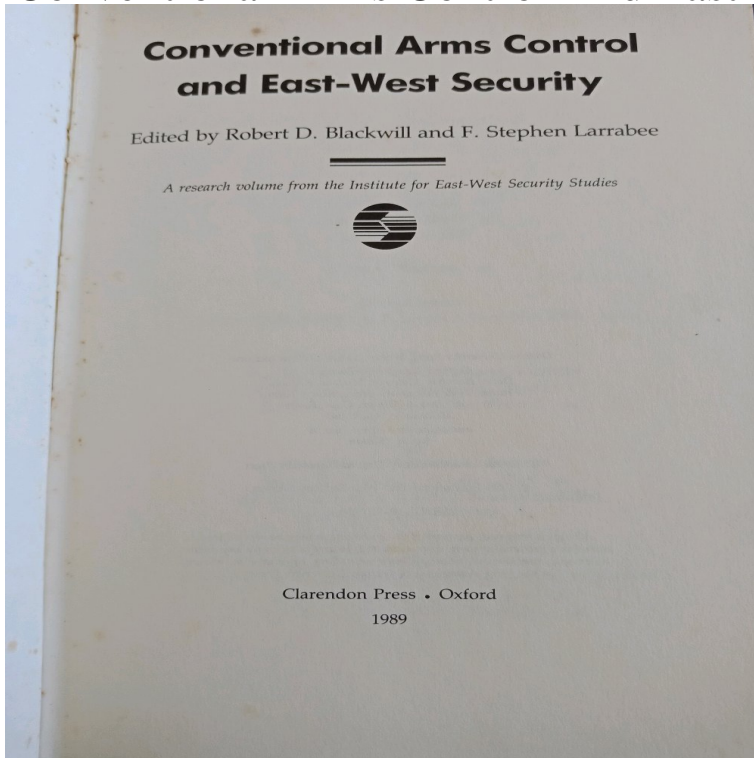 Conventional Arms Control
and East-West Security
Edited by Robert D. Blackwill and F. Stephen Larrabee
A research volume from the Institute for East-West Security Studies
Clarendon Press • Oxford
1989